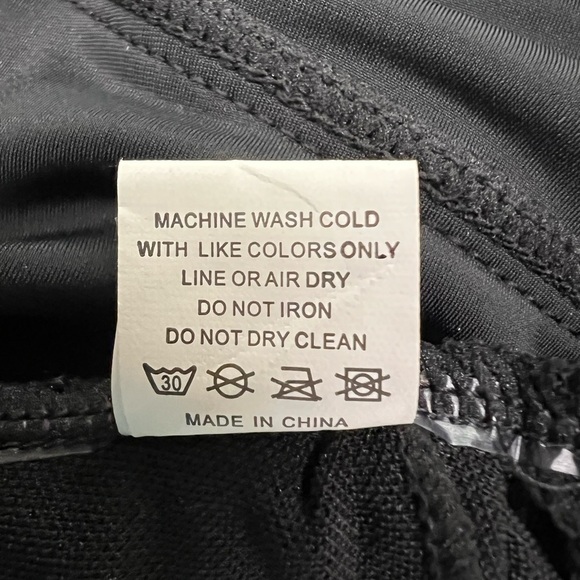 MACHINE WASH COLD
WITH LIKE COLORS ONLY
LINE OR AIR DRY
DO NOT IRON
DO NOT DRY CLEAN
30
MADE IN CHINA